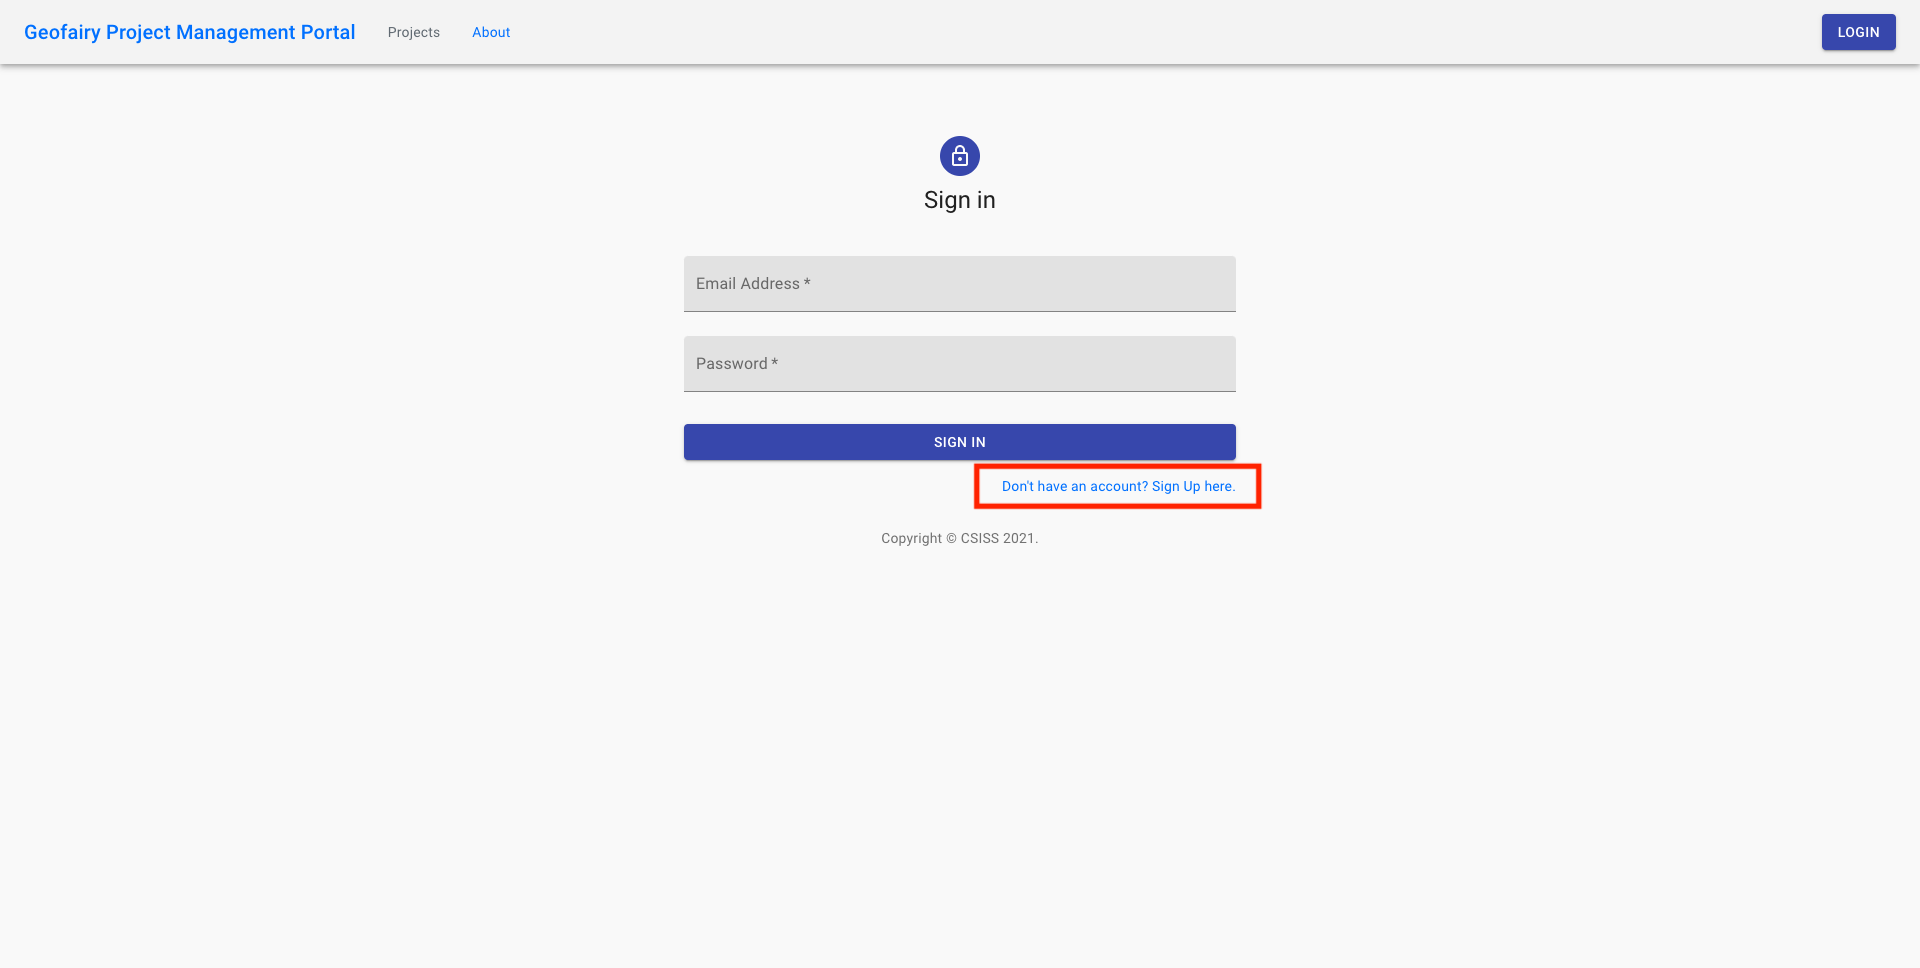 Geofairy Project Management Portal Projects About LOGIN
Sign in
Email Address *
Password *
SIGN IN
Don't have an account? Sign Up here.
Copyright © CSISS 2021.